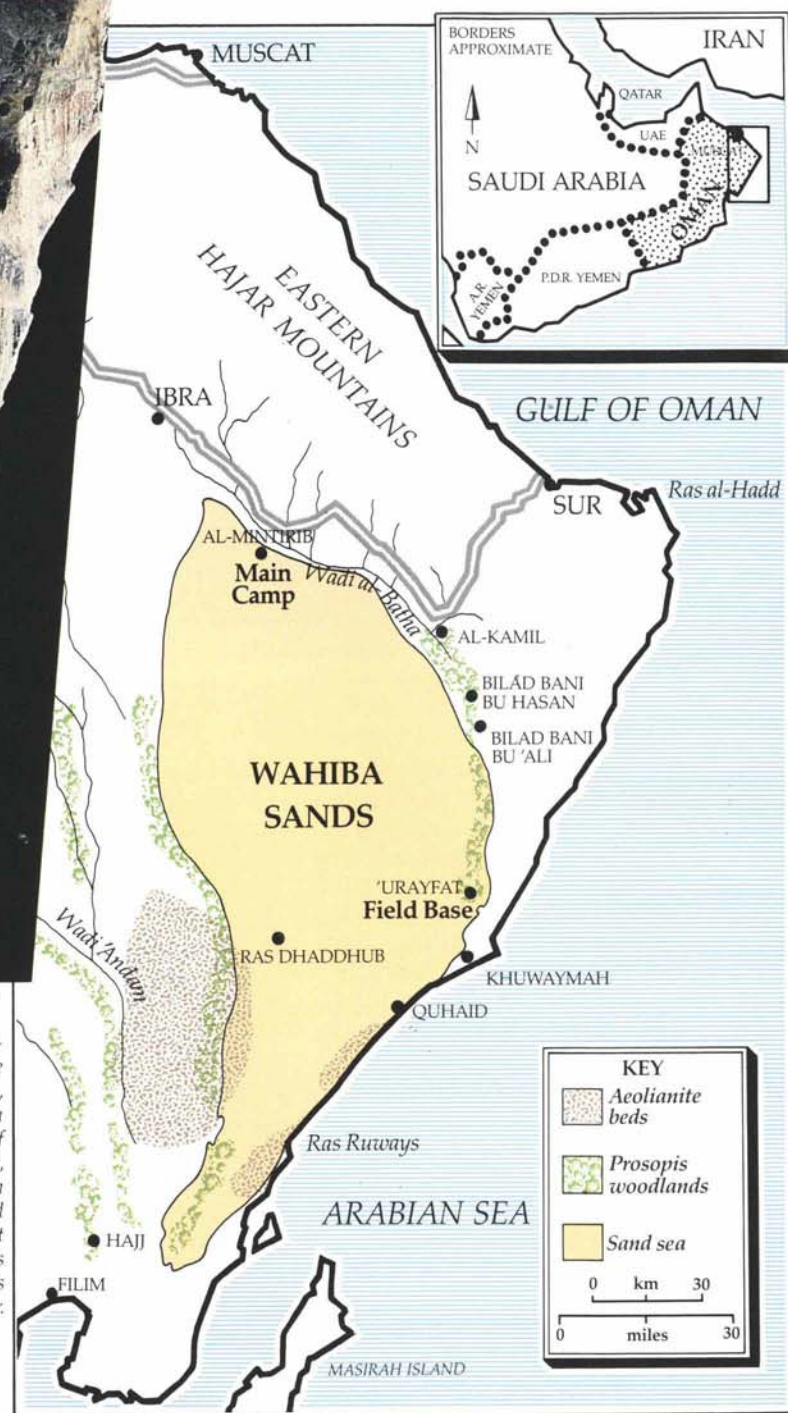 MUSCAT
BORDERS
APPROXIMATE
IRAN
QATAR
N
UAE
MUSCAT
SAUDI ARABIA
OMAN
A.R.
YEMEN
P.D.R. YEMEN
EASTERN
HAJAR MOUNTAINS
IBRA
GULF OF OMAN
SUR
Ras al-Hadd
AL-MINTIRIB
Main
Camp
Wadi al-Batha
AL-KAMIL
BILAD BANI
BU HASAN
BILAD BANI
BU 'ALI
WAHIBA
SANDS
'URAYFAT
Field Base
Wadi 'Andam
RAS DHADDHUB
KHUWAYMAH
QUHAID
Ras Ruways
ARABIAN SEA
HAJJ
FILIM
MASIRAH ISLAND
KEY
Aeolianite
beds
Prosopis
woodlands
Sand sea
0 km 30
0 miles 30